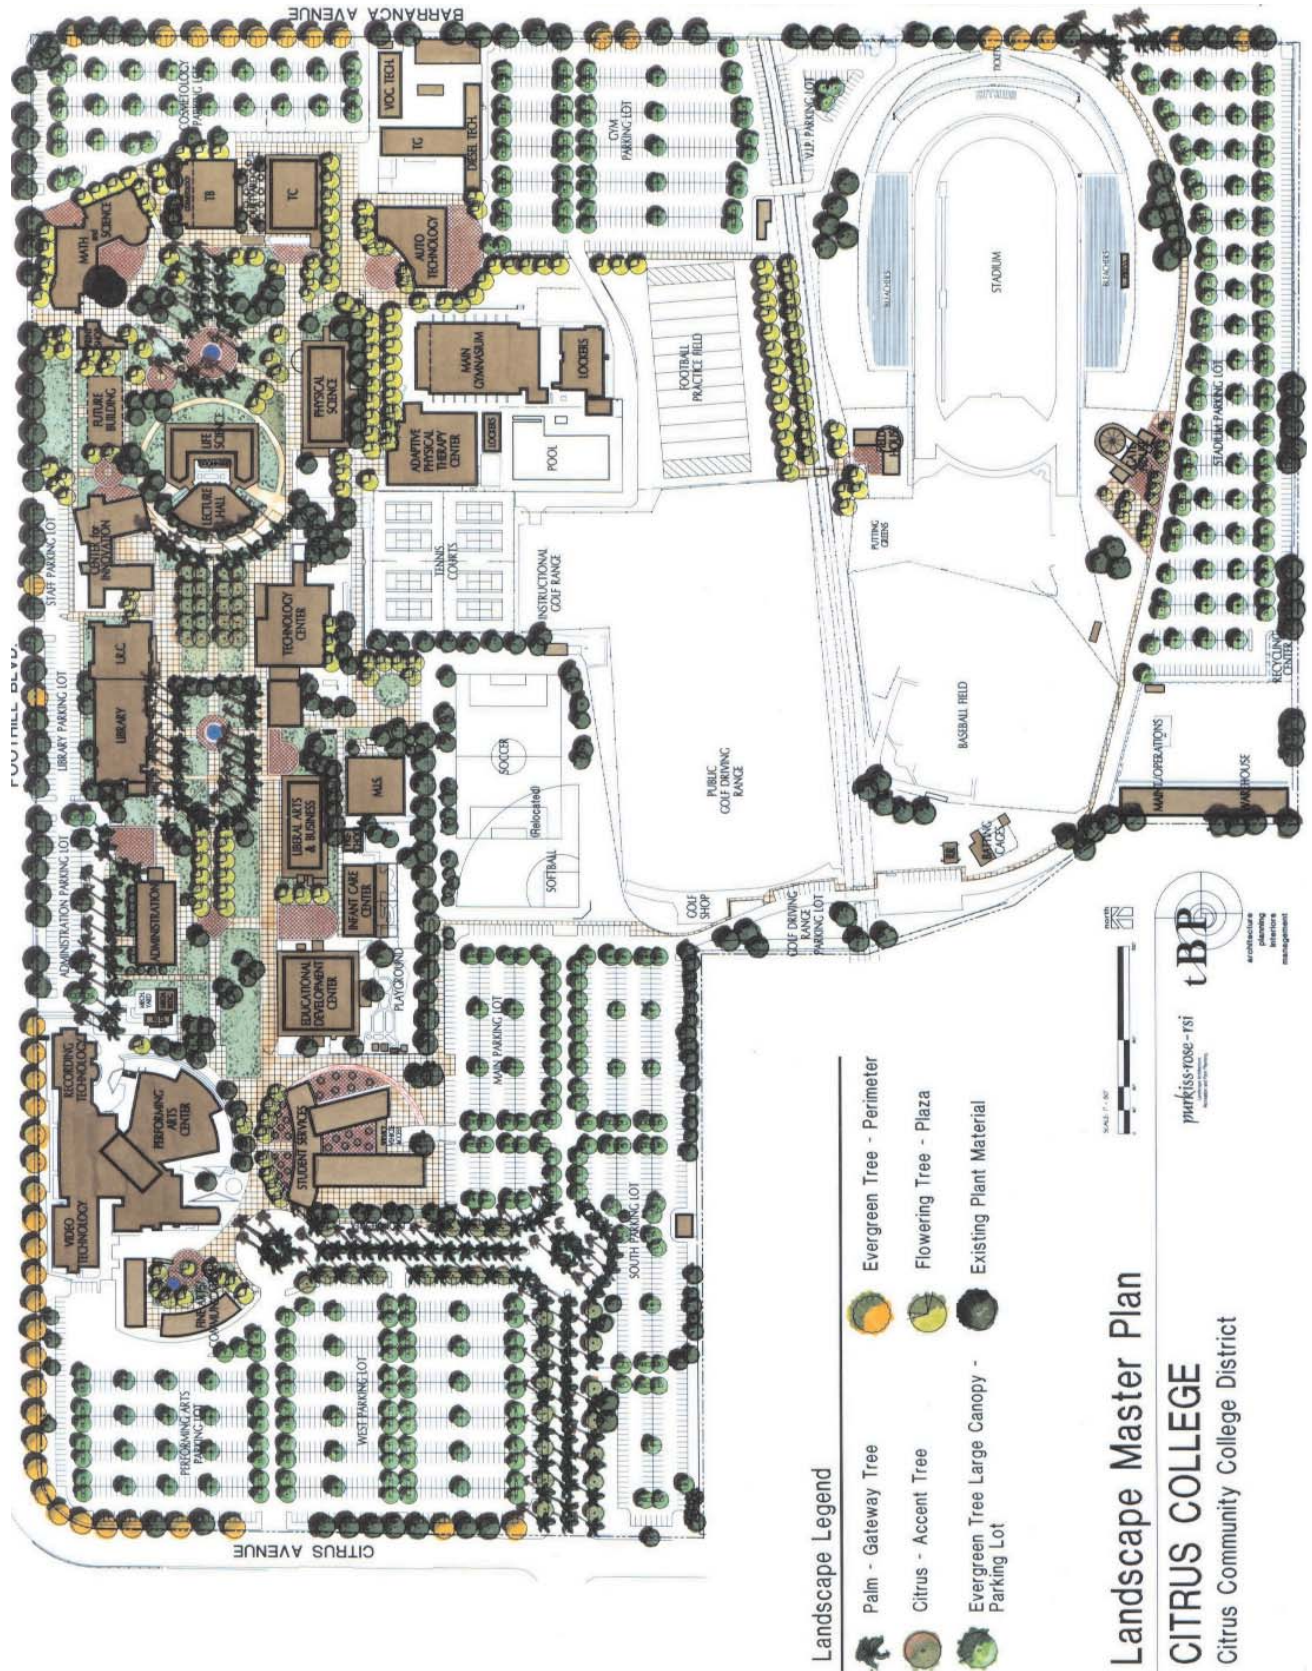 BARRANCA AVENUE
FOOTHILL BLVD.
CITRUS AVENUE
COSMETOLOGY
PARKING LOT
VOC TECH.
TG
DIESEL TECH.
GYM
PARKING LOT
V.I.P. PARKING LOT
TICKETS
MATH
and
SCIENCE
TB
TC
AUTO
TECHNOLOGY
BLEACHERS
STADIUM
BLEACHERS
STADIUM PARKING LOT
FUTURE
BUILDING
PHYSICAL
SCIENCE
MAIN
GYMNASIUM
LOCKERS
FOOTBALL
PRACTICE FIELD
LIFE
SCIENCE
LECTURE
HALL
ADAPTIVE
PHYSICAL
THERAPY
CENTER
LOCKERS
POOL
FIELD
HOUSE
STAFF PARKING LOT
CENTER for
INNOVATION
TENNIS
COURTS
INSTRUCTIONAL
GOLF RANGE
PUTTING
GREENS
LIBRARY PARKING LOT
LIBRARY
L.R.C
TECHNOLOGY
CENTER
RECYCLING
CENTER
SOCCER
(Relocated)
SOFTBALL
PUBLIC
GOLF DRIVING
RANGE
BASEBALL FIELD
MAINT./OPERATIONS
WAREHOUSE
ADMINISTRATION PARKING LOT
ADMINISTRATION
LIBERAL ARTS
& BUSINESS
M.I.S.
INFANT CARE
CENTER
GOLF
SHOP
BATTING
CAGES
GOLF DRIVING
RANGE
PARKING LOT
EDUCATIONAL
DEVELOPMENT
CENTER
PLAYGROUND
MAIN PARKING LOT
RECORDING
TECHNOLOGY
PERFORMING
ARTS
CENTER
VIDEO
TECHNOLOGY
STUDENT SERVICES
SOUTH PARKING LOT
PERFORMING ARTS
PARKING LOT
WEST PARKING LOT
Landscape Legend
Palm - Gateway Tree
Evergreen Tree - Perimeter
Citrus - Accent Tree
Flowering Tree - Plaza
Evergreen Tree Large Canopy -
Parking Lot
Existing Plant Material
north
Landscape Master Plan
CITRUS COLLEGE
Citrus Community College District
purkiss·rose-rsi
tBP
architecture
planning
interiors
management